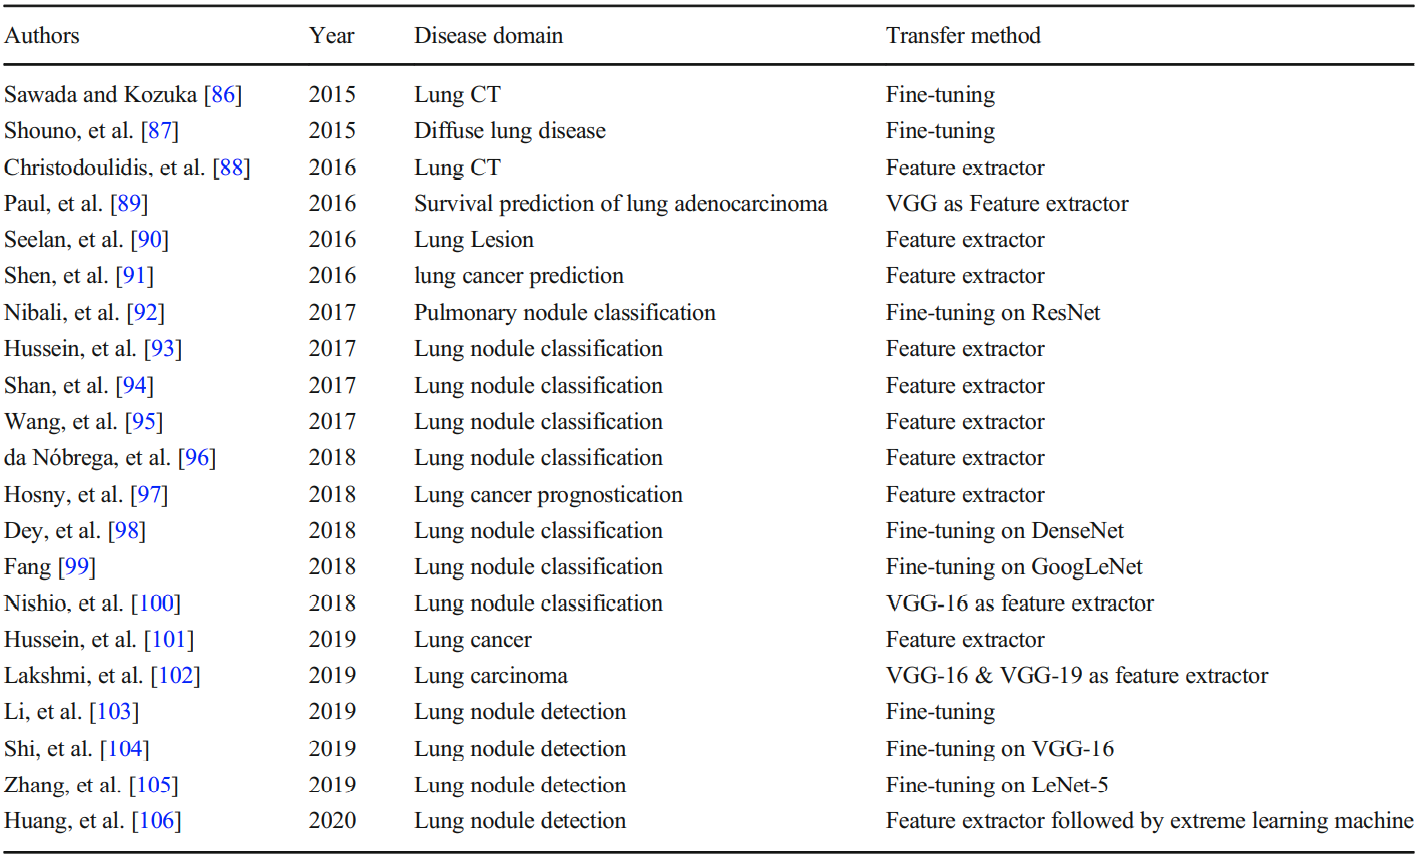 Authors Year Disease domain Transfer method
Sawada and Kozuka [86] 2015 Lung CT Fine-tuning
Shouno, et al. [87] 2015 Diffuse lung disease Fine-tuning
Christodoulidis, et al. [88] 2016 Lung CT Feature extractor
Paul, et al. [89] 2016 Survival prediction of lung adenocarcinoma VGG as Feature extractor
Seelan, et al. [90] 2016 Lung Lesion Feature extractor
Shen, et al. [91] 2016 lung cancer prediction Feature extractor
Nibali, et al. [92] 2017 Pulmonary nodule classification Fine-tuning on ResNet
Hussein, et al. [93] 2017 Lung nodule classification Feature extractor
Shan, et al. [94] 2017 Lung nodule classification Feature extractor
Wang, et al. [95] 2017 Lung nodule classification Feature extractor
da Nóbrega, et al. [96] 2018 Lung nodule classification Feature extractor
Hosny, et al. [97] 2018 Lung cancer prognostication Feature extractor
Dey, et al. [98] 2018 Lung nodule classification Fine-tuning on DenseNet
Fang [99] 2018 Lung nodule classification Fine-tuning on GoogLeNet
Nishio, et al. [100] 2018 Lung nodule classification VGG-16 as feature extractor
Hussein, et al. [101] 2019 Lung cancer Feature extractor
Lakshmi, et al. [102] 2019 Lung carcinoma VGG-16 & VGG-19 as feature extractor
Li, et al. [103] 2019 Lung nodule detection Fine-tuning
Shi, et al. [104] 2019 Lung nodule detection Fine-tuning on VGG-16
Zhang, et al. [105] 2019 Lung nodule detection Fine-tuning on LeNet-5
Huang, et al. [106] 2020 Lung nodule detection Feature extractor followed by extreme learning machine